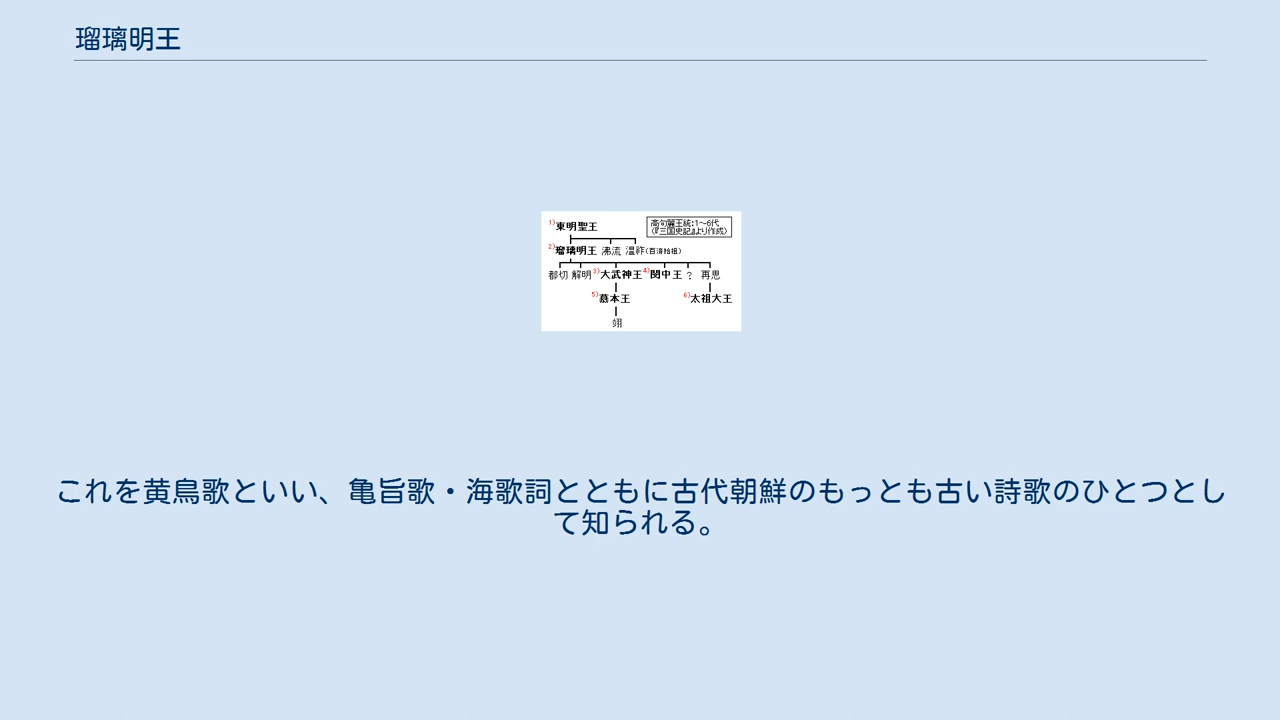 瑠璃明王
1)東明聖王
高句麗王統:1～6代
(『三国史記』より作成)
2)瑠璃明王 沸流 温祚(百済始祖)
都切 解明 3)大武神王 4)閔中王 ? 再思
5)慕本王 6)太祖大王
翊
これを黄鳥歌といい、亀旨歌・海歌詞とともに古代朝鮮のもっとも古い詩歌のひとつとし
て知られる。